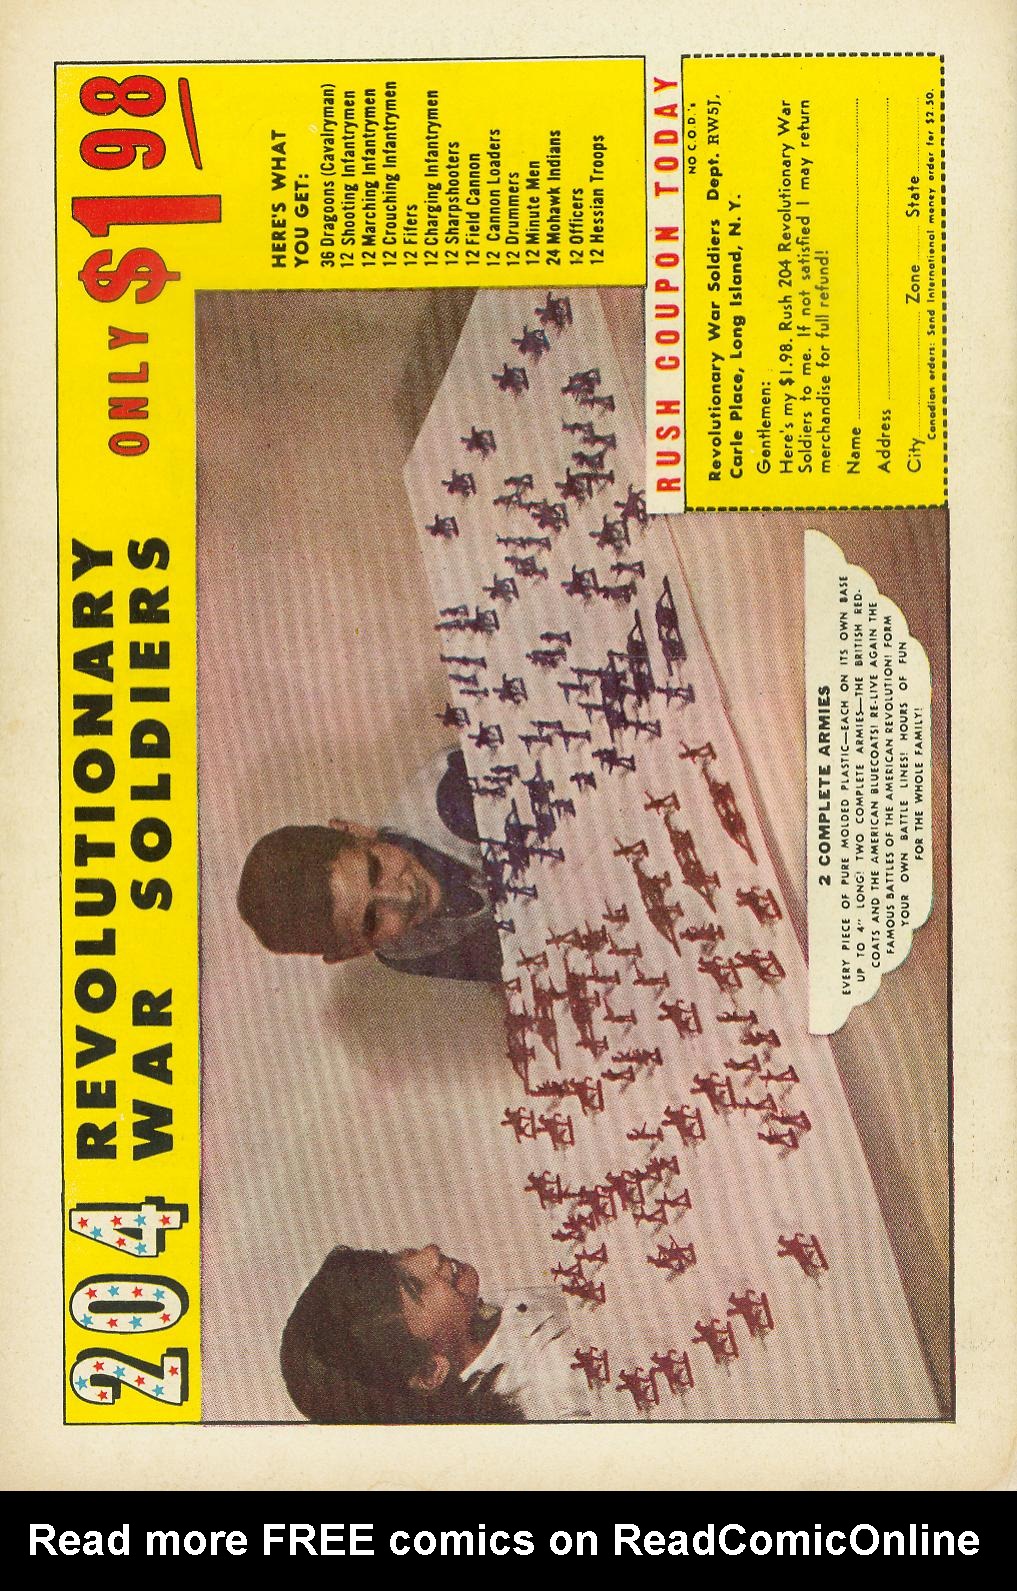 204 REVOLUTIONARY
WAR SOLDIERS ONLY $1.98
HERE'S WHAT
YOU GET:
36 Dragoons (Cavalryman)
12 Shooting Infantrymen
12 Marching Infantrymen
12 Crouching Infantrymen
12 Fifers
12 Charging Infantrymen
12 Sharpshooters
12 Field Cannon
12 Cannon Loaders
12 Drummers
12 Minute Men
24 Mohawk Indians
12 Officers
12 Hessian Troops
2 COMPLETE ARMIES
EVERY PIECE OF PURE MOLDED PLASTIC—EACH ON ITS OWN BASE
UP TO 4" LONG! TWO COMPLETE ARMIES—THE BRITISH RED-
COATS AND THE AMERICAN BLUECOATS! RE-LIVE AGAIN THE
FAMOUS BATTLES OF THE AMERICAN REVOLUTION! FORM
YOUR OWN BATTLE LINES! HOURS OF FUN
FOR THE WHOLE FAMILY!
RUSH COUPON TODAY
NO C.O.D.'s
Revolutionary War Soldiers Dept. RW5J,
Carle Place, Long Island, N. Y.
Gentlemen:
Here's my $1.98. Rush 204 Revolutionary War
Soldiers to me. If not satisfied I may return
merchandise for full refund!
Name
Address
City Zone State
Canadian orders: Send International money order for $2.50.
Read more FREE comics on ReadComicOnline